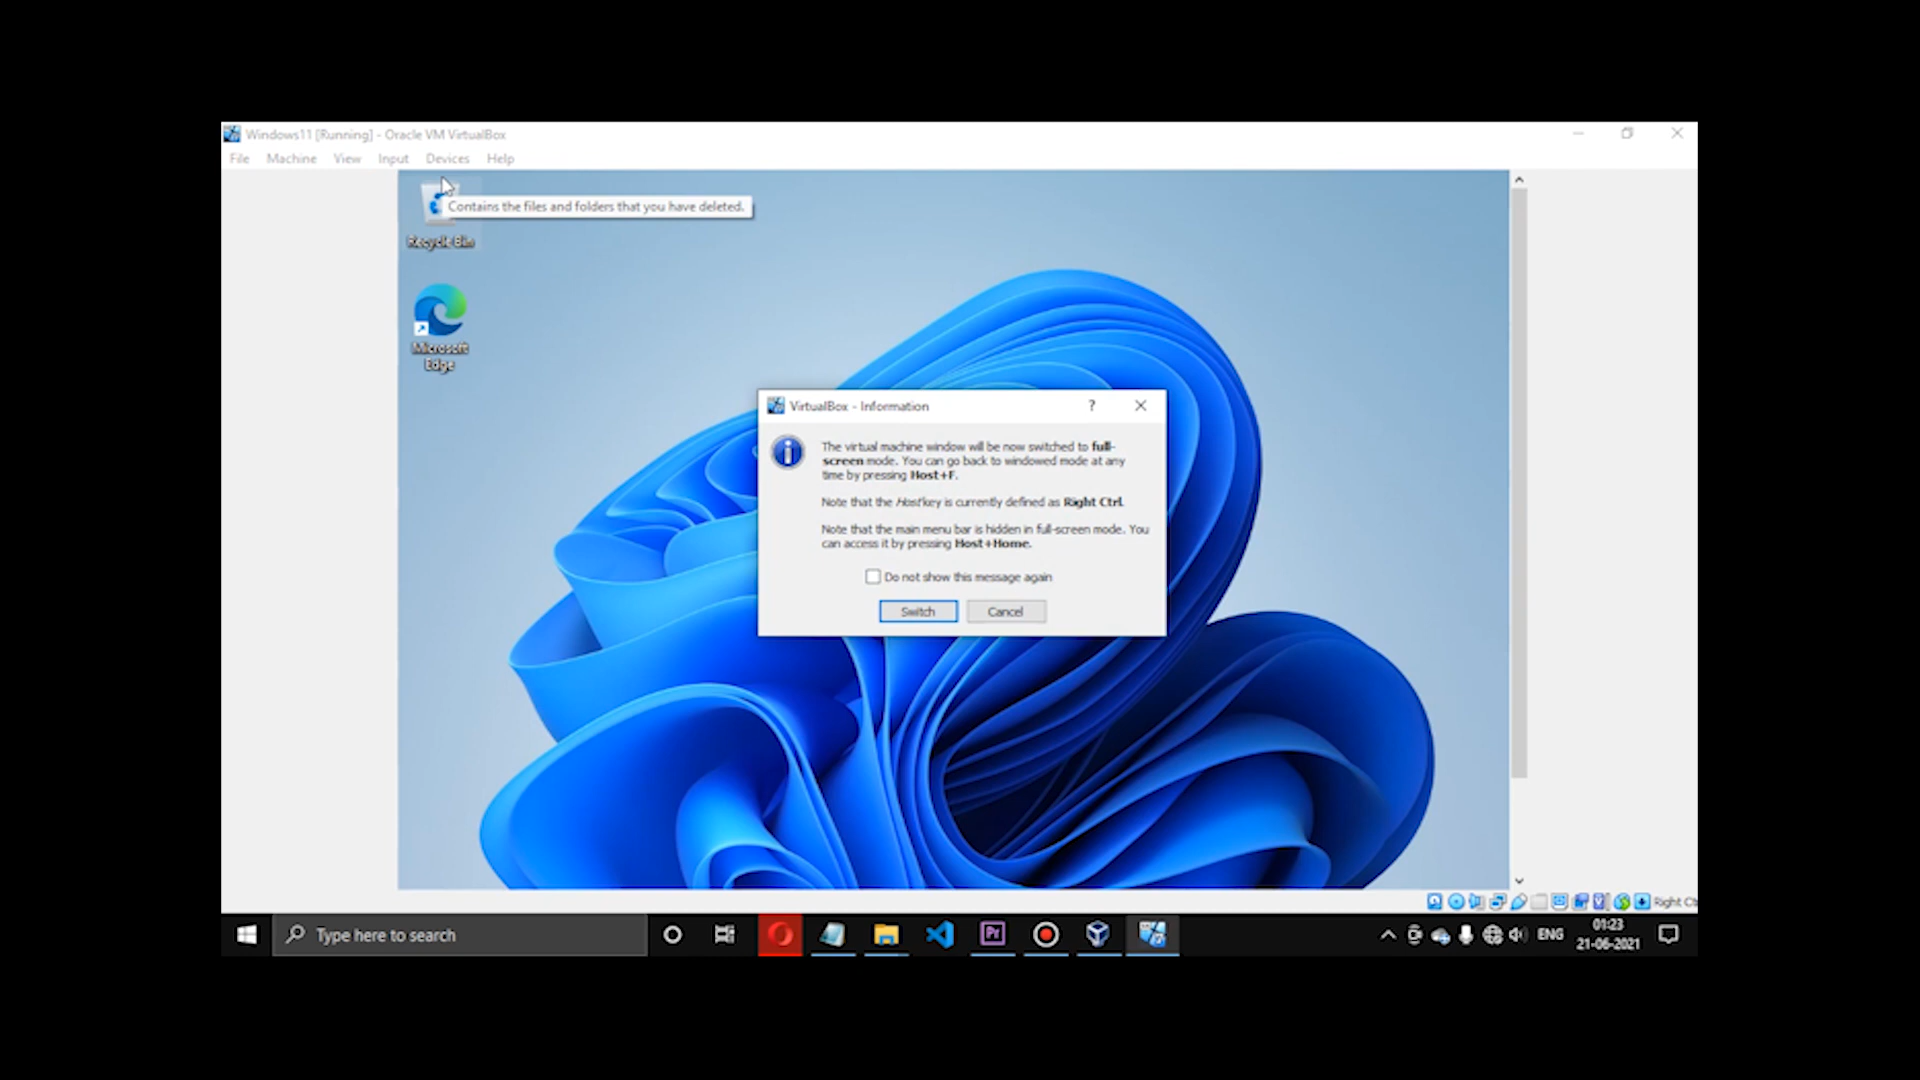 Windows11 [Running] - Oracle VM VirtualBox
File Machine View Input Devices Help
Contains the files and folders that you have deleted.
Recycle Bin
Microsoft
Edge
VirtualBox - Information
?
The virtual machine window will be now switched to full-
screen mode. You can go back to windowed mode at any
time by pressing Host+F.
Note that the Host key is currently defined as Right Ctrl.
Note that the main menu bar is hidden in full-screen mode. You
can access it by pressing Host+Home.
Do not show this message again
Switch Cancel
Right Ct
Type here to search
Pr
ENG
01:23
21-06-2021